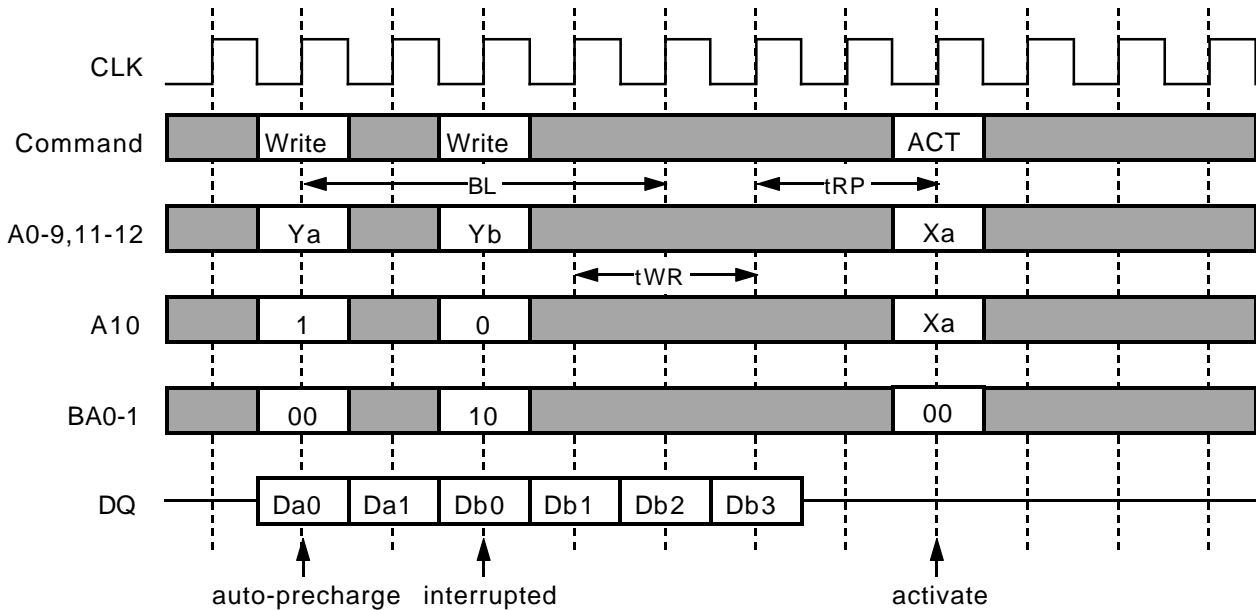 CLK
Command Write Write ACT
BL tRP
A0-9,11-12 Ya Yb Xa
tWR
A10 1 0 Xa
BA0-1 00 10 00
DQ Da0 Da1 Db0 Db1 Db2 Db3
auto-precharge interrupted activate